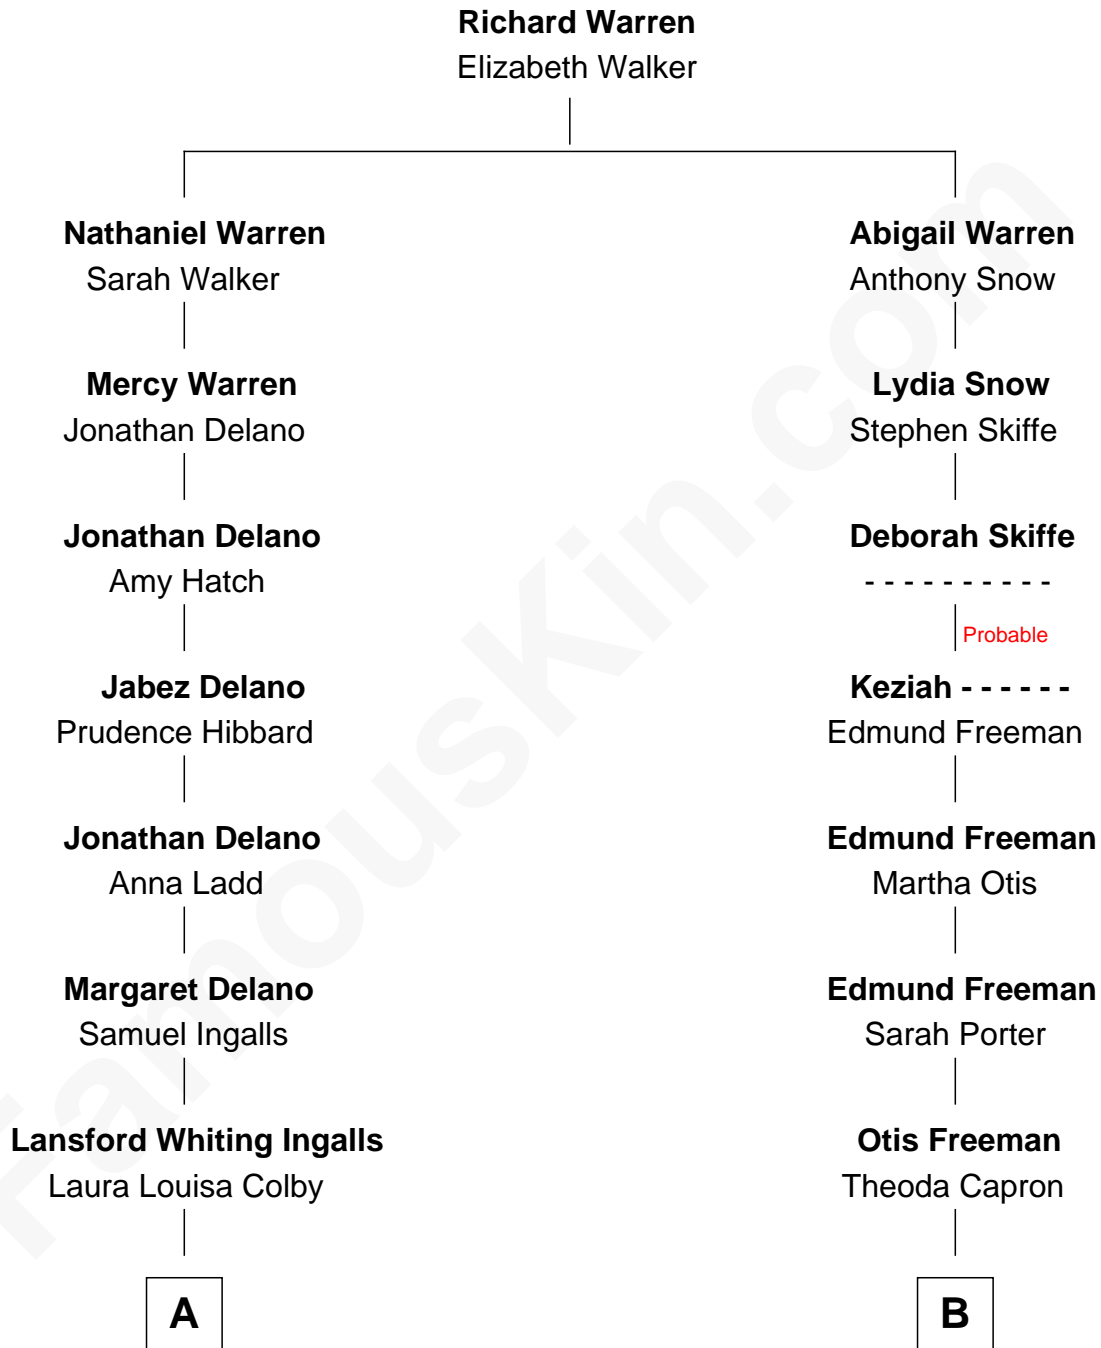 Richard Warren
Elizabeth Walker
Nathaniel Warren
Sarah Walker
Mercy Warren
Jonathan Delano
Jonathan Delano
Amy Hatch
Jabez Delano
Prudence Hibbard
Jonathan Delano
Anna Ladd
Margaret Delano
Samuel Ingalls
Lansford Whiting Ingalls
Laura Louisa Colby
A
Abigail Warren
Anthony Snow
Lydia Snow
Stephen Skiffe
Deborah Skiffe
- - - - - - - - - -
Probable
Keziah - - - - - -
Edmund Freeman
Edmund Freeman
Martha Otis
Edmund Freeman
Sarah Porter
Otis Freeman
Theoda Capron
B
FamousKin.com